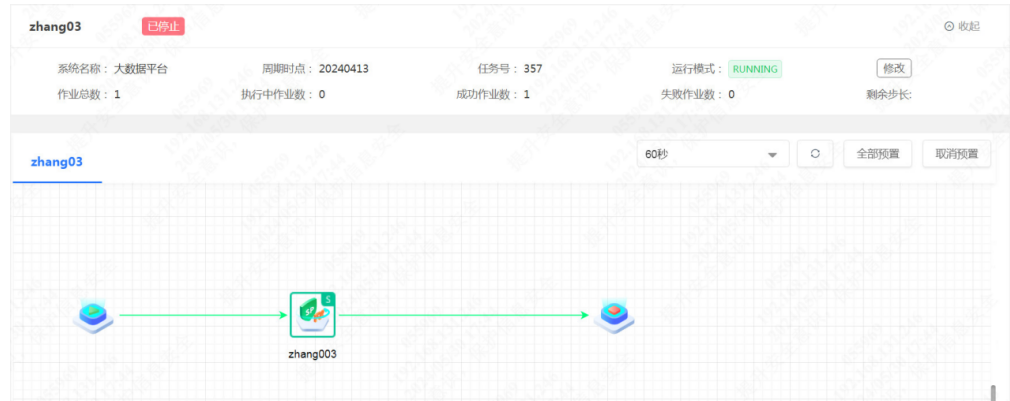 zhang03 已停止 收起
系统名称： 大数据平台 周期时点： 20240413 任务号： 357 运行模式： RUNNING 修改
作业总数： 1 执行中作业数： 0 成功作业数： 1 失败作业数： 0 剩余步长:
zhang03 60秒 全部预置 取消预置
S
SP
zhang003